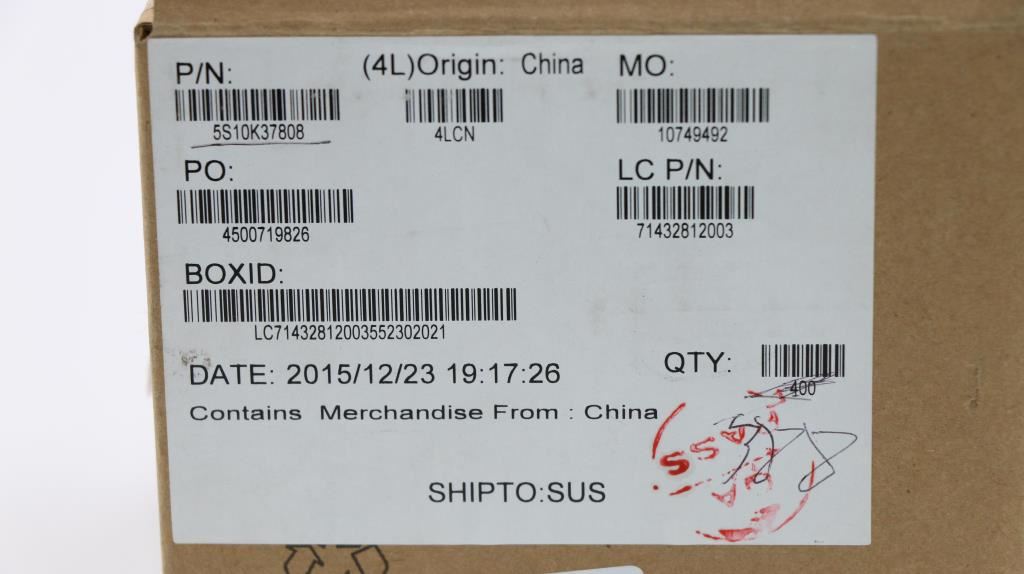 P/N: (4L)Origin: China MO:
5S10K37808 4LCN 10749492
PO: LC P/N:
4500719826 71432812003
BOXID:
LC71432812003552302021
DATE: 2015/12/23 19:17:26 QTY:
400
Contains Merchandise From : China
PASS
SHIPTO:SUS